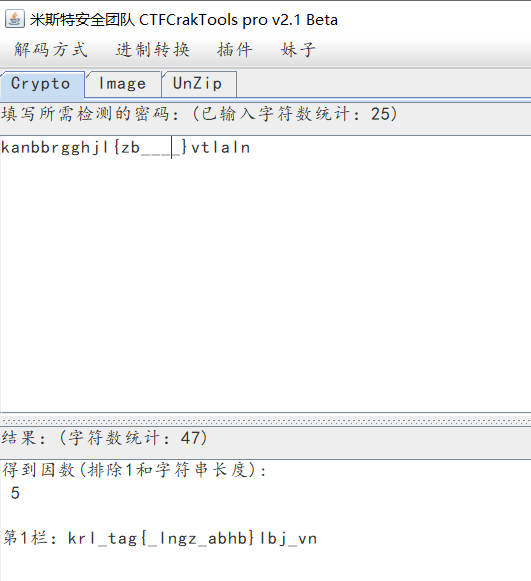 米斯特安全团队 CTFCrakTools pro v2.1 Beta
解码方式 进制转换 插件 妹子
Crypto Image UnZip
填写所需检测的密码：(已输入字符数统计：25)
kanbbrgghjl{zb____}vtlaln
结果：(字符数统计：47)
得到因数(排除1和字符串长度)：
5
第1栏：krl_tag{_lngz_abhb}lbj_vn